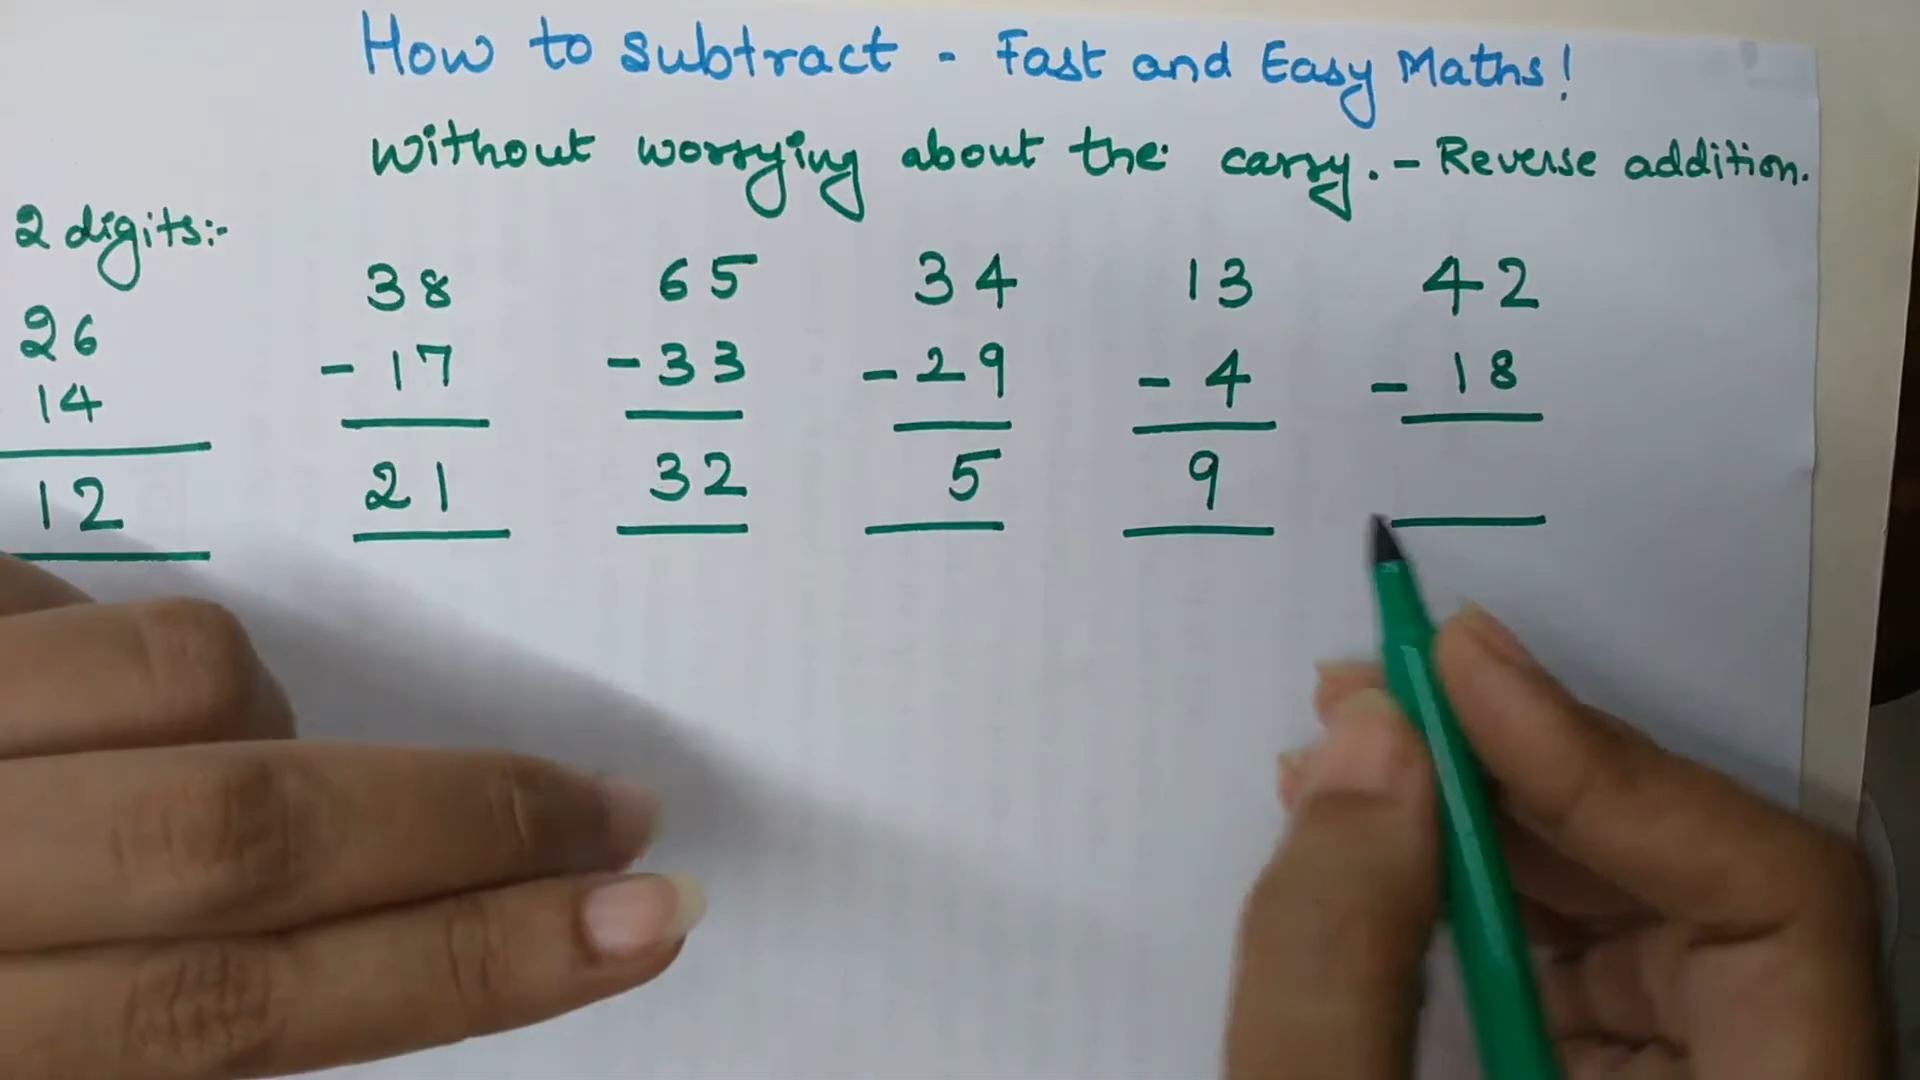 How to subtract - Fast and Easy Maths!
Without worrying about the carry. - Reverse addition.
2 digits:-
26 38 65 34 13 42
14 - 17 - 33 - 29 - 4 - 18
12 21 32 5 9